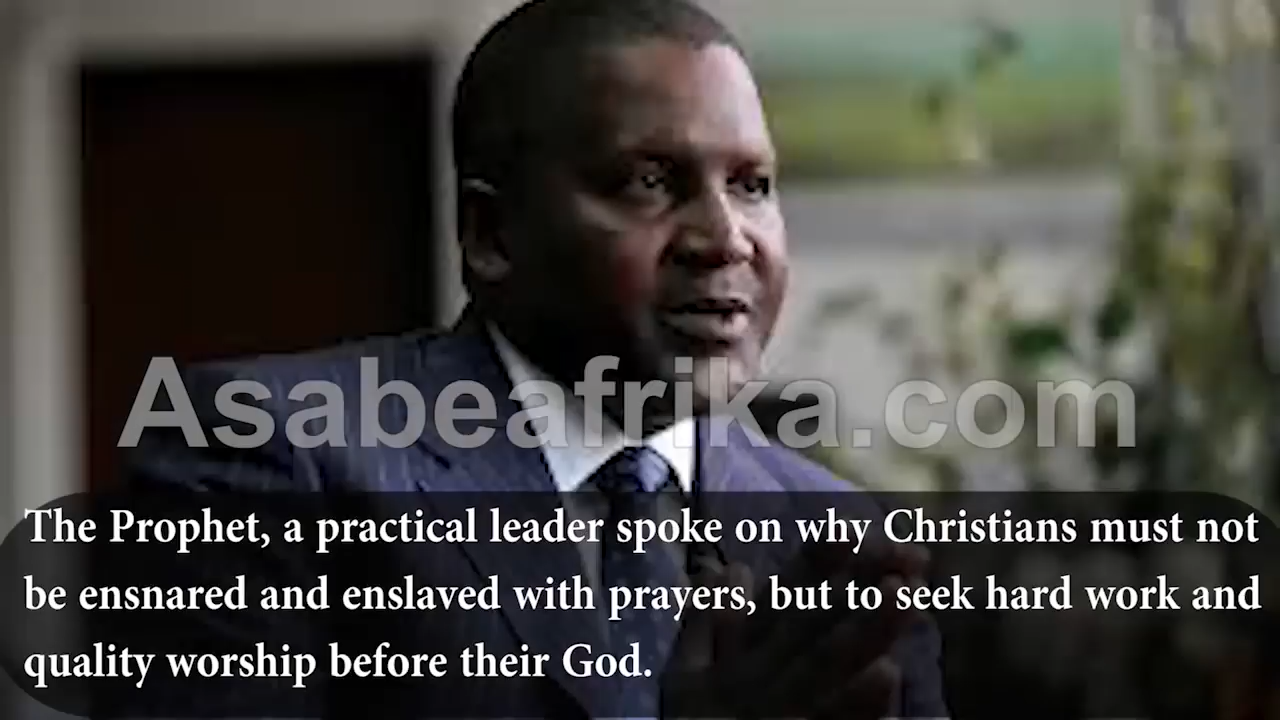 Asabeafrika.com
The Prophet, a practical leader spoke on why Christians must not
be ensnared and enslaved with prayers, but to seek hard work and
quality worship before their God.